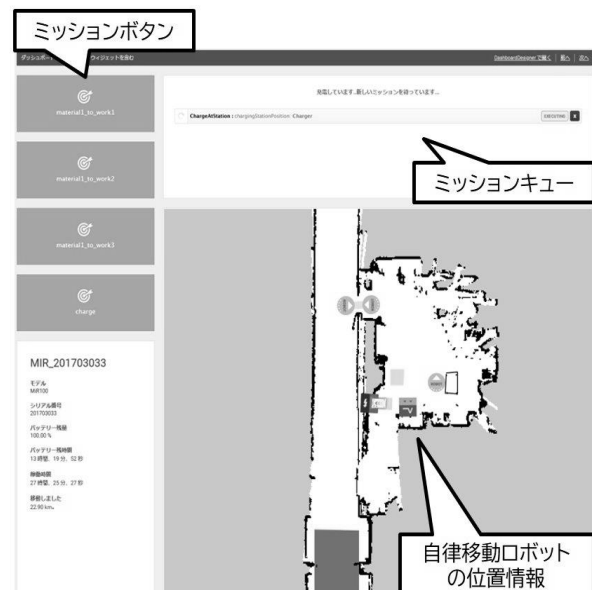 ミッションボタン
ダッシュボード
ウィジェットを含む
DashboardDesigner で開く | 前へ | 次へ
material1_to_work1
material1_to_work2
material1_to_work3
charge
充電しています...新しいミッションを待っています...
ChargeAtStation : chargingStationPosition: Charger
EXECUTING
ミッションキュー
MIR_201703033
モデル
MiR100
シリアル番号
201703033
バッテリー残量
100.00 %
バッテリー残時間
13 時間、19 分、52 秒
稼働時間
27 時間、25 分、27 秒
移動しました
22.90 km。
自律移動ロボット
の位置情報